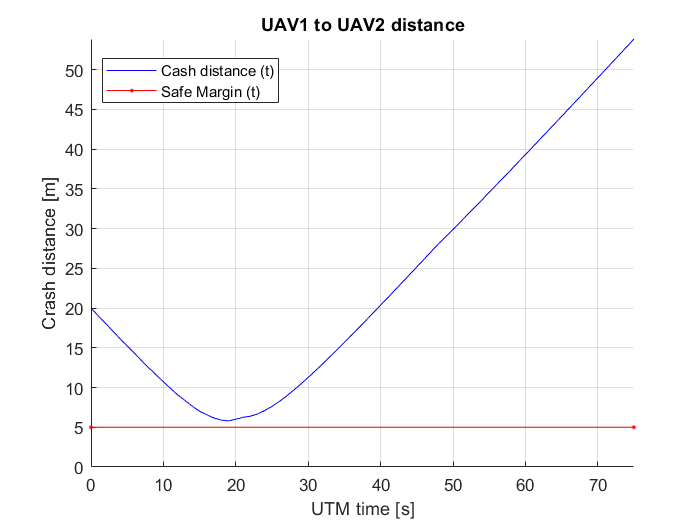 UAV1 to UAV2 distance
Cash distance (t)
Safe Margin (t)
Crash distance [m]
50
45
40
35
30
25
20
15
10
5
0
0 10 20 30 40 50 60 70
UTM time [s]